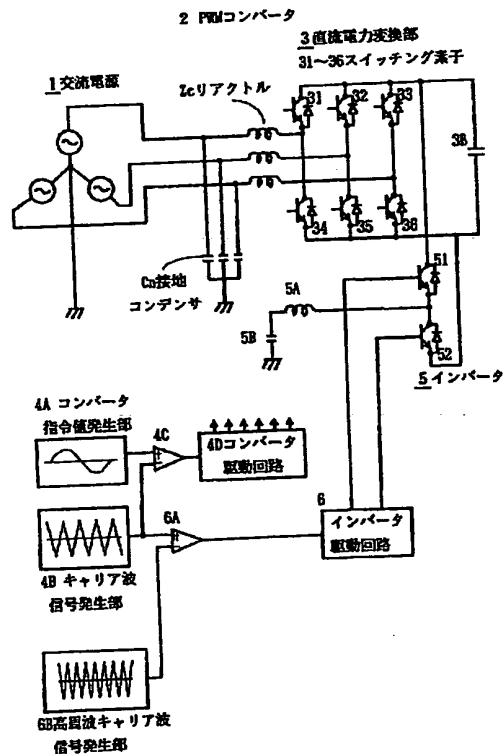 2 PWMコンバータ
3 直流電力変換部
31～36スイッチング素子
1 交流電源
Zcリアクトル
31
32
33
3B
34
35
36
Cn接地
コンデンサ
5A
5B
51
52
5 インバータ
4A コンバータ
指令値発生部
4C
4Dコンバータ
駆動回路
6A
6
インバータ
駆動回路
4B キャリア波
信号発生部
6B高周波キャリア波
信号発生部